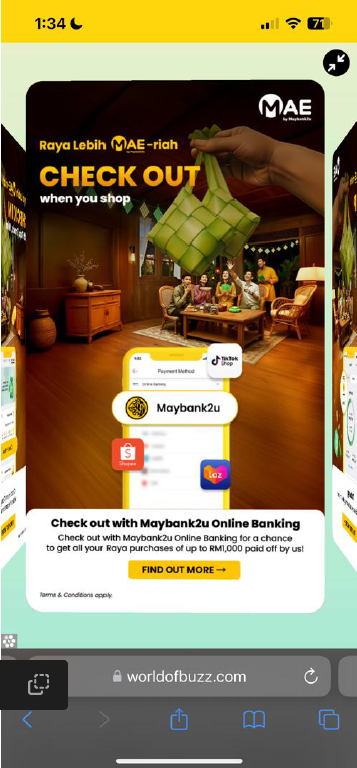 1:34
71
MAE
by Maybank2u
Raya Lebih MAE-riah
CHECK OUT
when you shop
TikTok
Shop
Payment Method
Online Banking
Maybank2u
Shopee
Laz
Check out with Maybank2u Online Banking
Check out with Maybank2u Online Banking for a chance
to get all your Raya purchases of up to RM1,000 paid off by us!
FIND OUT MORE →
Terms & Conditions apply.
worldofbuzz.com